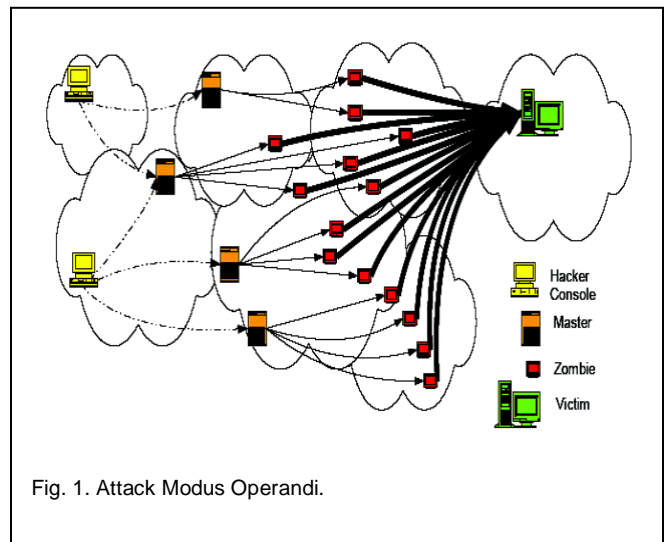 Hacker
Console
Master
Zombie
Victim
Fig. 1. Attack Modus Operandi.